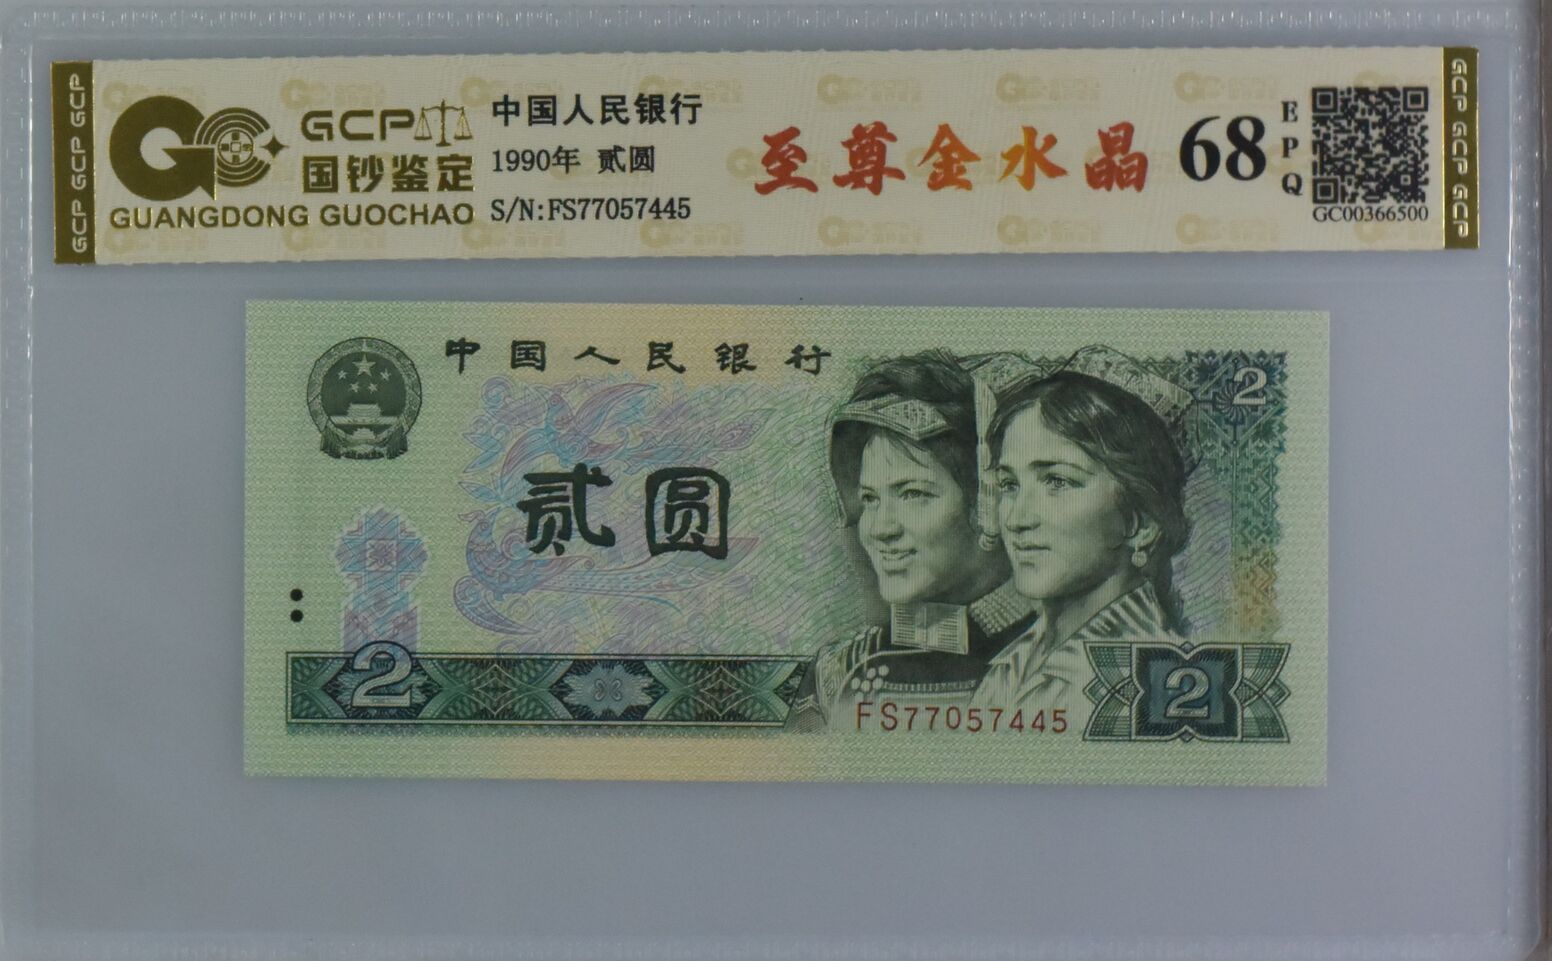 GCP GCP GCP
GCP
国钞鉴定
GUANGDONG GUOCHAO
中国人民银行
1990年 贰圆
S/N:FS77057445
至尊金水晶
68
EPQ
GC00366500
GCP GCP GCP
中国人民银行
2
贰圆
2
FS77057445
2